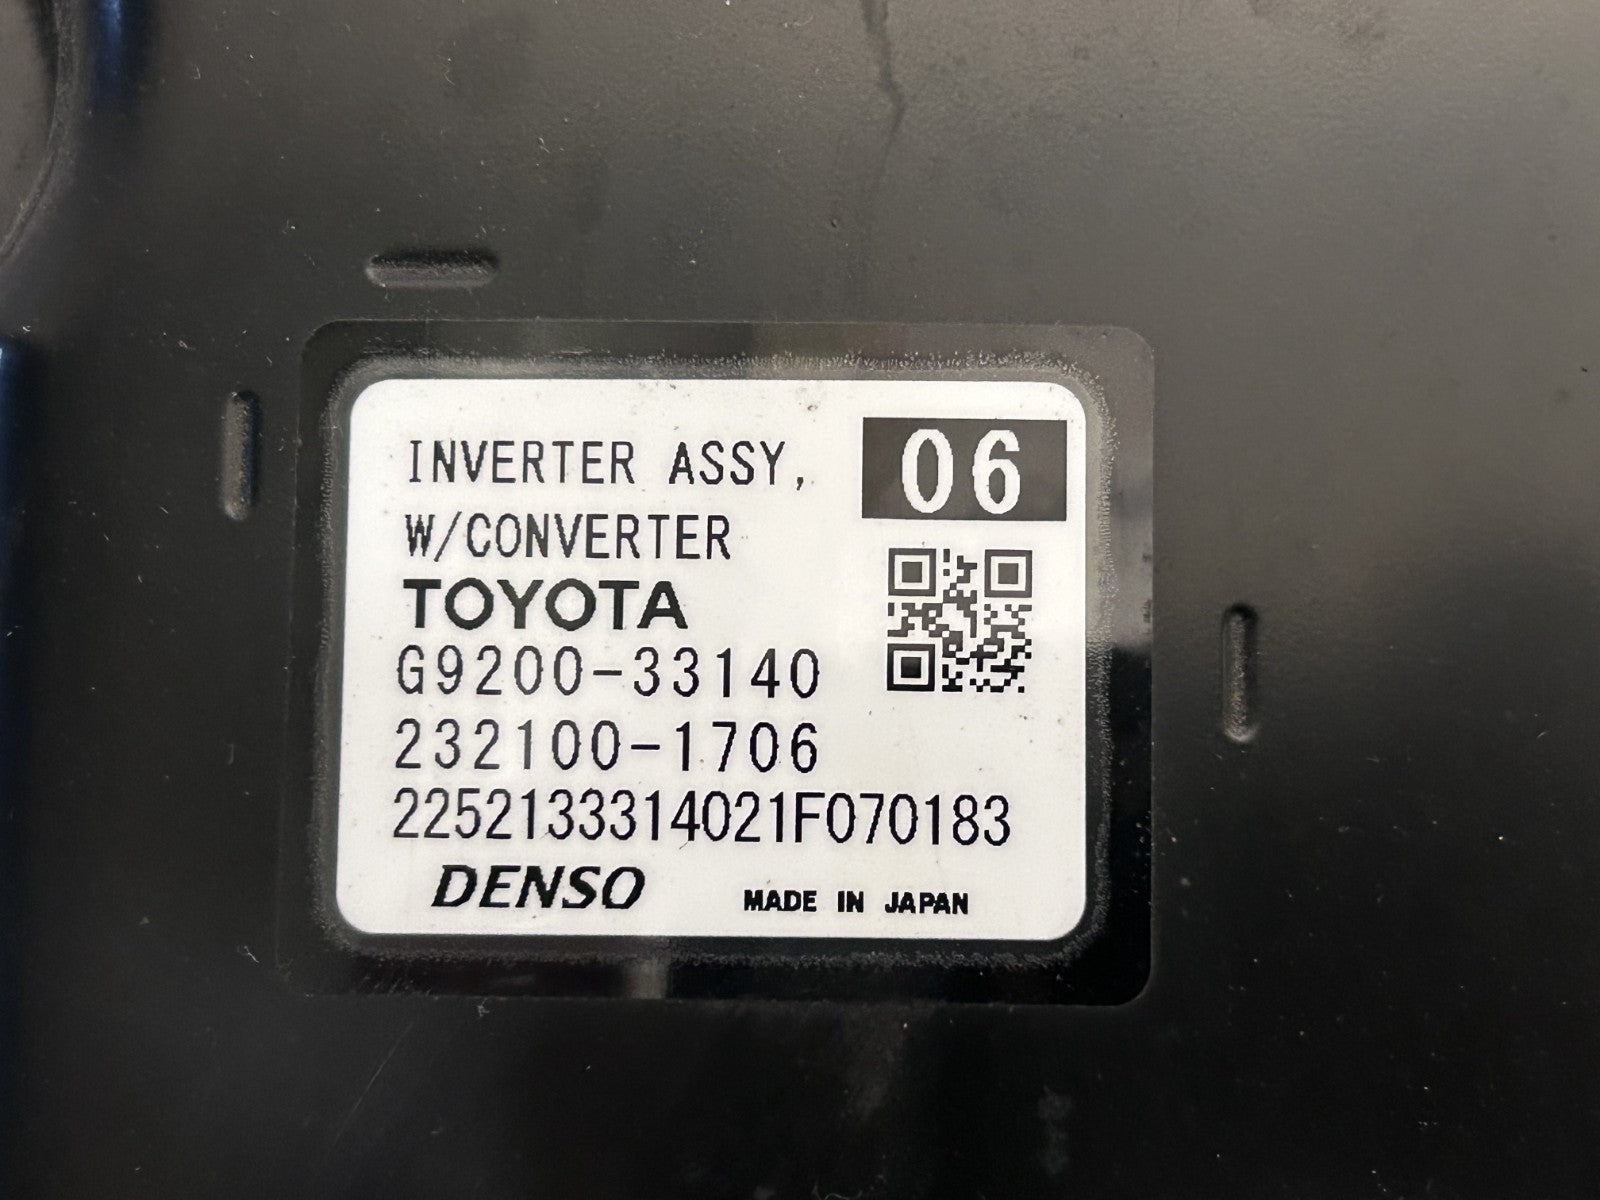 INVERTER ASSY,
06
W/CONVERTER
TOYOTA
G9200-33140
232100-1706
2252133314021F070183
DENSO
MADE IN JAPAN